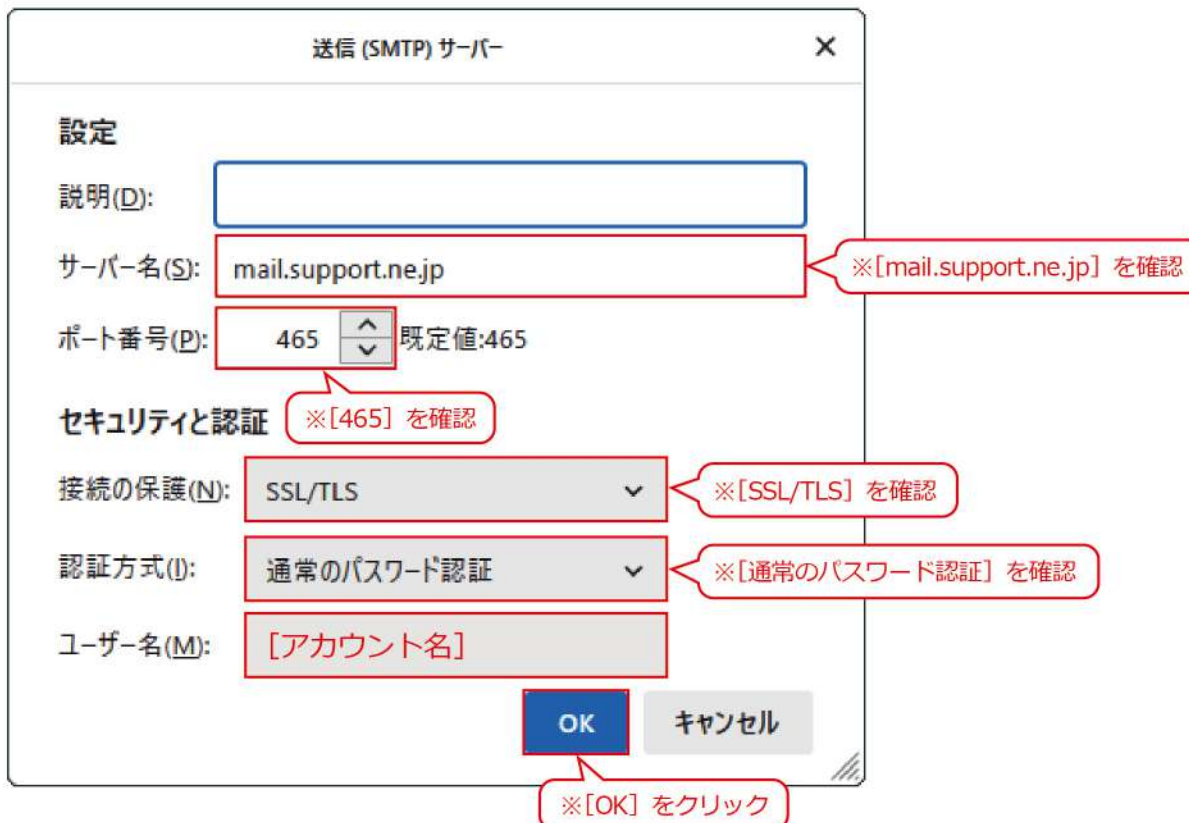 送信 (SMTP) サーバー
設定
説明(D):
サーバー名(S): mail.support.ne.jp
※[mail.support.ne.jp] を確認
ポート番号(P): 465 既定値:465
※[465] を確認
セキュリティと認証
接続の保護(N): SSL/TLS
※[SSL/TLS] を確認
認証方式(I): 通常のパスワード認証
※[通常のパスワード認証] を確認
ユーザー名(M): [アカウント名]
OK キャンセル
※[OK] をクリック